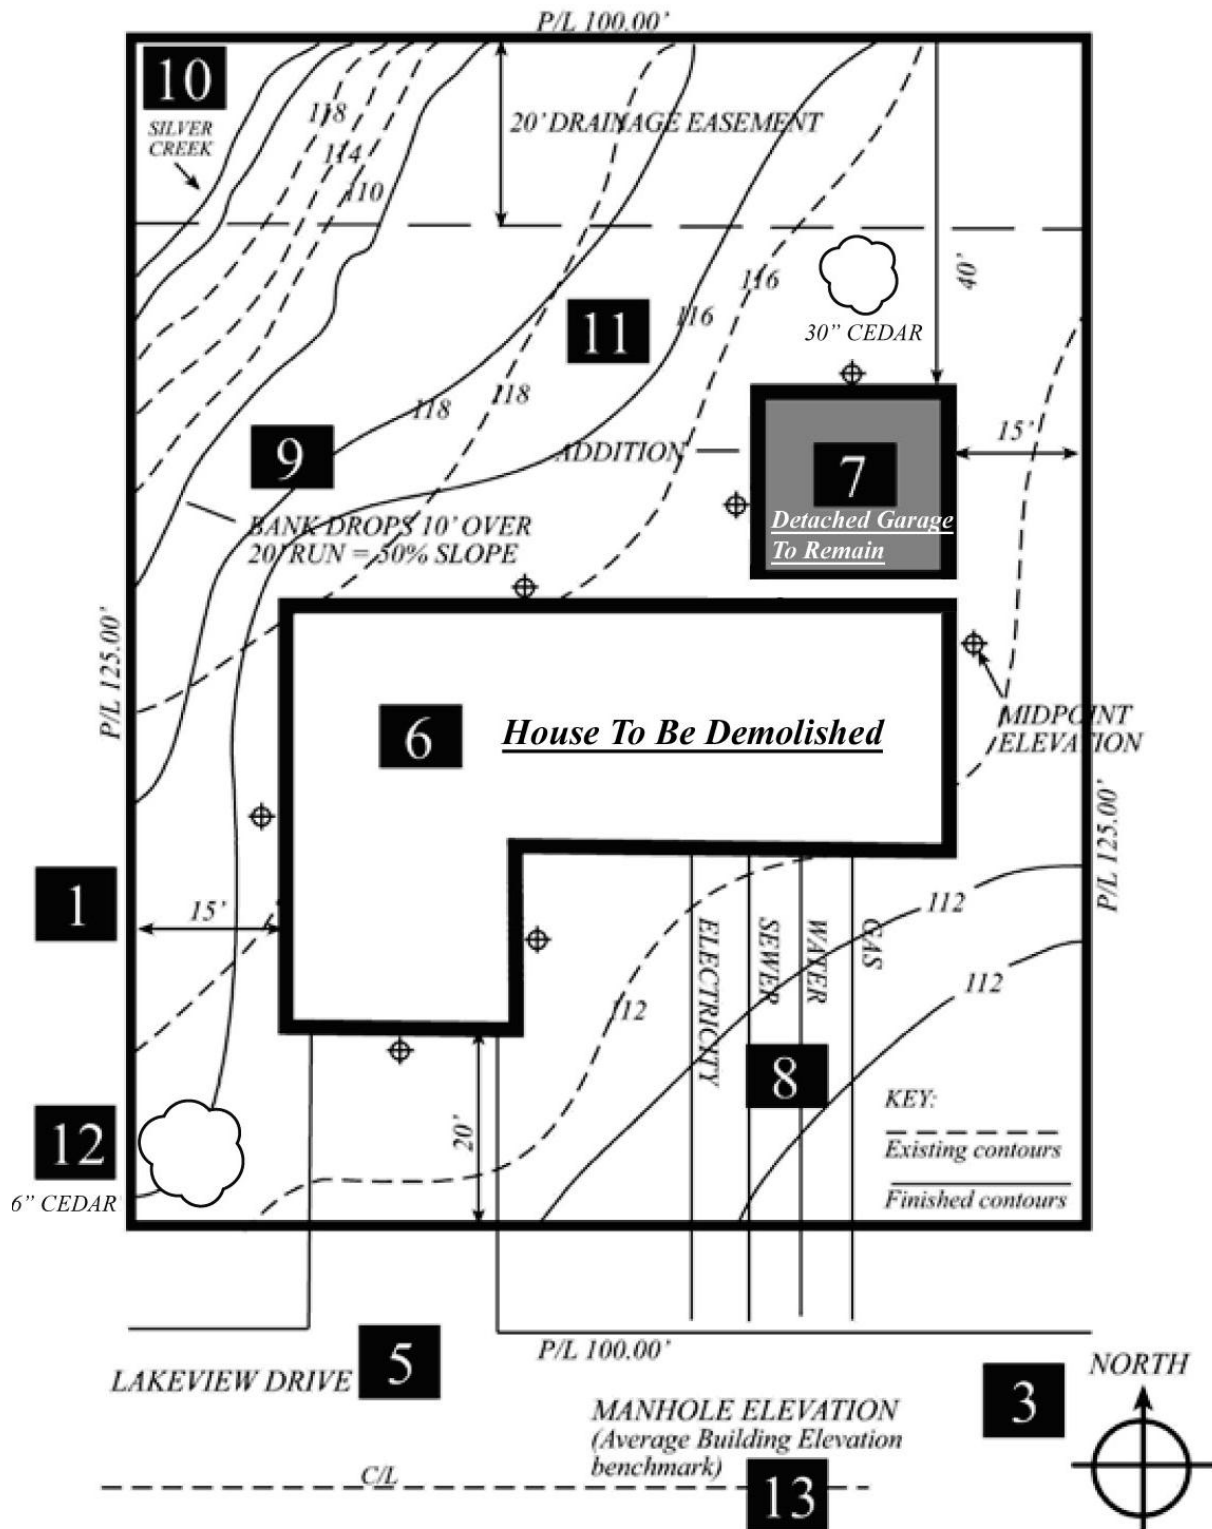 P/L 100.00’
10
SILVER
CREEK
118
114
110
20’ DRAINAGE EASEMENT
116
116
40’
30” CEDAR
11
118
118
9
ADDITION
15’
7
Detached Garage
To Remain
BANK DROPS 10’ OVER
20’ RUN = 50% SLOPE
P/L 125.00’
6
House To Be Demolished
MIDPOINT
ELEVATION
P/L 125.00’
1
15’
112
112
112
ELECTRICITY
SEWER
WATER
GAS
8
12
6” CEDAR
20’
KEY:
Existing contours
Finished contours
5
LAKEVIEW DRIVE
P/L 100.00’
3
NORTH
MANHOLE ELEVATION
(Average Building Elevation
benchmark)
C/L
13